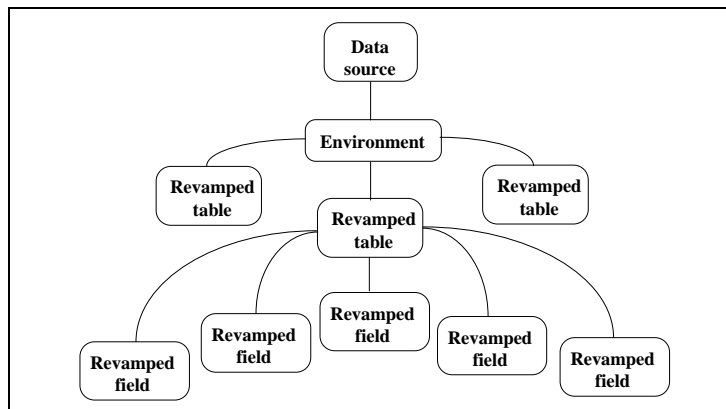 Data
source
Environment
Revamped
table
Revamped
table
Revamped
table
Revamped
field
Revamped
field
Revamped
field
Revamped
field
Revamped
field